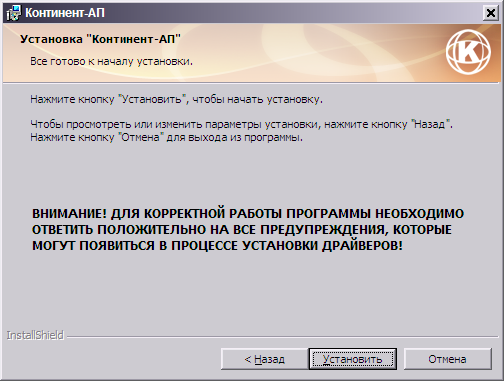 Континент-АП
Установка "Континент-АП"
Все готово к началу установки.
K
Нажмите кнопку "Установить", чтобы начать установку.
Чтобы просмотреть или изменить параметры установки, нажмите кнопку "Назад".
Нажмите кнопку "Отмена" для выхода из программы.
ВНИМАНИЕ! ДЛЯ КОРРЕКТНОЙ РАБОТЫ ПРОГРАММЫ НЕОБХОДИМО
ОТВЕТИТЬ ПОЛОЖИТЕЛЬНО НА ВСЕ ПРЕДУПРЕЖДЕНИЯ, КОТОРЫЕ
МОГУТ ПОЯВИТЬСЯ В ПРОЦЕССЕ УСТАНОВКИ ДРАЙВЕРОВ!
InstallShield
< Назад
Установить
Отмена